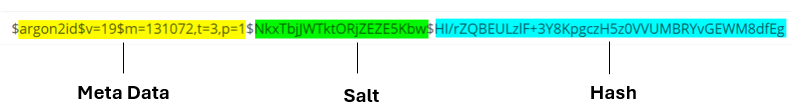 $argon2id$v=19$m=131072,t=3,p=1$NkxTbjJWTktORjZEZE5Kbw$HI/rZQBEULzlF+3Y8KpgczH5z0VVUMBRYvGEWM8dfEg
Meta Data
Salt
Hash